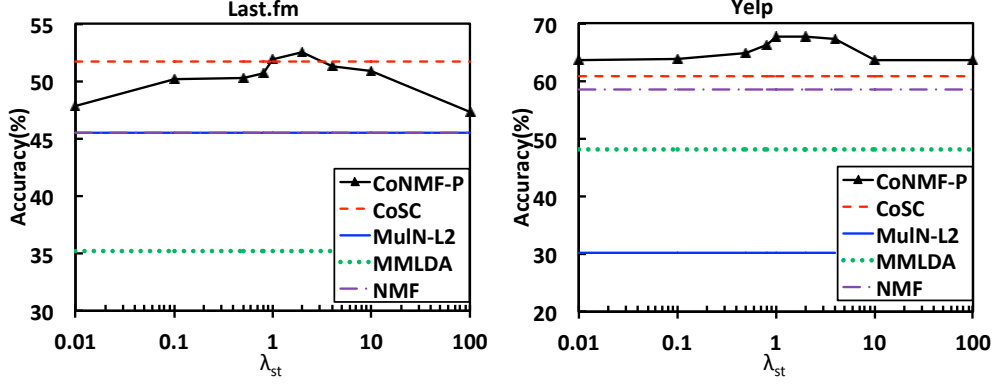 Last.fm
55
50
45
40
35
30
Accuracy(%)
CoNMF-P
CoSC
MulN-L2
MMLDA
NMF
0.01 0.1 1 10 100
λst
Yelp
70
60
50
40
30
20
Accuracy(%)
CoNMF-P
CoSC
MulN-L2
MMLDA
NMF
0.01 0.1 1 10 100
λst